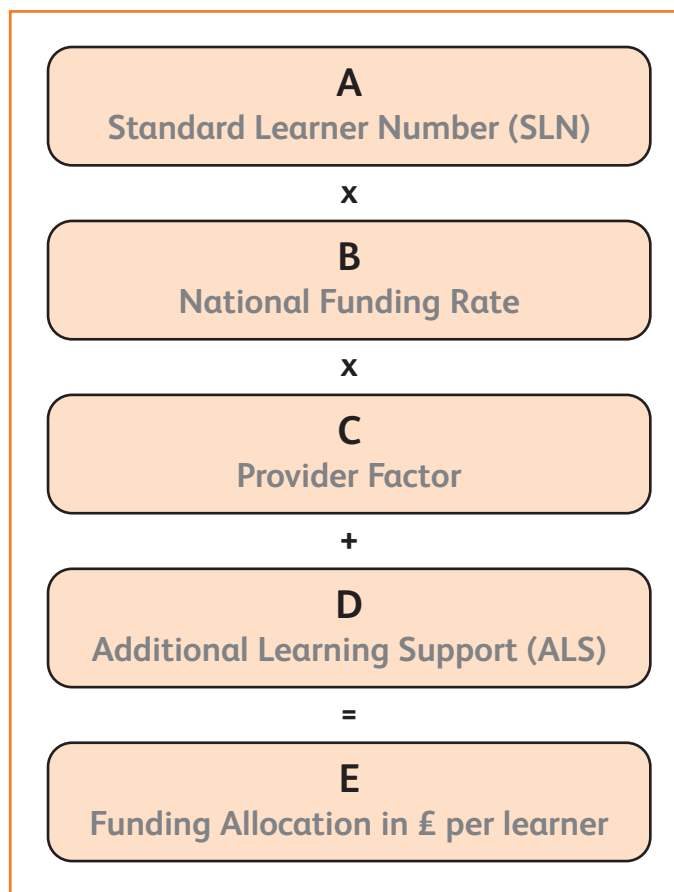 A
Standard Learner Number (SLN)
x
B
National Funding Rate
x
C
Provider Factor
+
D
Additional Learning Support (ALS)
=
E
Funding Allocation in £ per learner